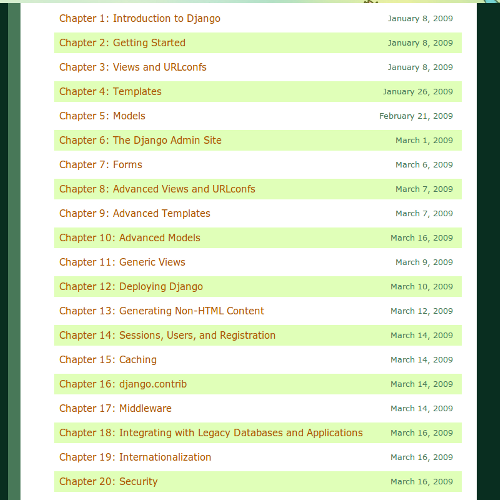 Chapter 1: Introduction to Django January 8, 2009
Chapter 2: Getting Started January 8, 2009
Chapter 3: Views and URLconfs January 8, 2009
Chapter 4: Templates January 26, 2009
Chapter 5: Models February 21, 2009
Chapter 6: The Django Admin Site March 1, 2009
Chapter 7: Forms March 6, 2009
Chapter 8: Advanced Views and URLconfs March 7, 2009
Chapter 9: Advanced Templates March 7, 2009
Chapter 10: Advanced Models March 16, 2009
Chapter 11: Generic Views March 9, 2009
Chapter 12: Deploying Django March 10, 2009
Chapter 13: Generating Non-HTML Content March 12, 2009
Chapter 14: Sessions, Users, and Registration March 14, 2009
Chapter 15: Caching March 14, 2009
Chapter 16: django.contrib March 14, 2009
Chapter 17: Middleware March 14, 2009
Chapter 18: Integrating with Legacy Databases and Applications March 16, 2009
Chapter 19: Internationalization March 16, 2009
Chapter 20: Security March 16, 2009